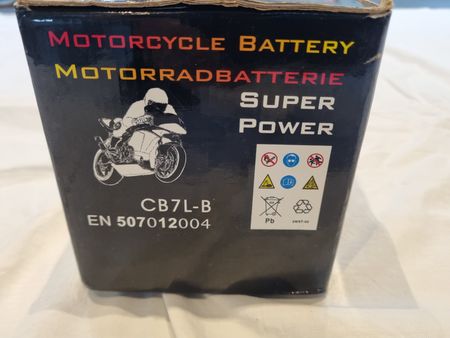 MOTORCYCLE BATTERY
MOTORRADBATTERIE
SUPER
POWER
CB7L-B
EN 507012004
Pb